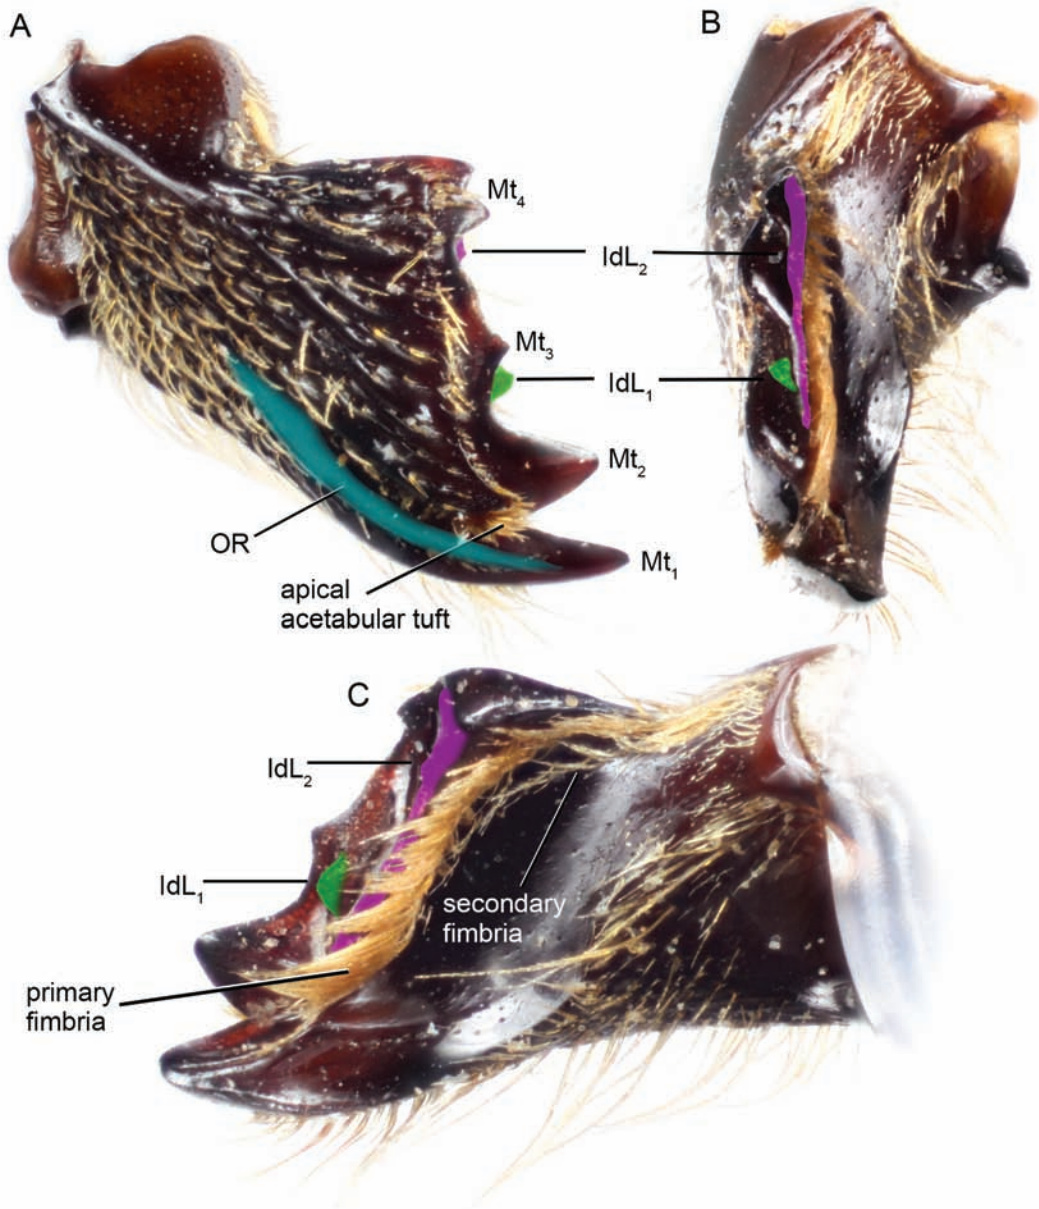 A
B
Mt4
IdL2
Mt3
IdL1
Mt2
OR
Mt1
apical
acetabular tuft
C
IdL2
IdL1
secondary
fimbria
primary
fimbria